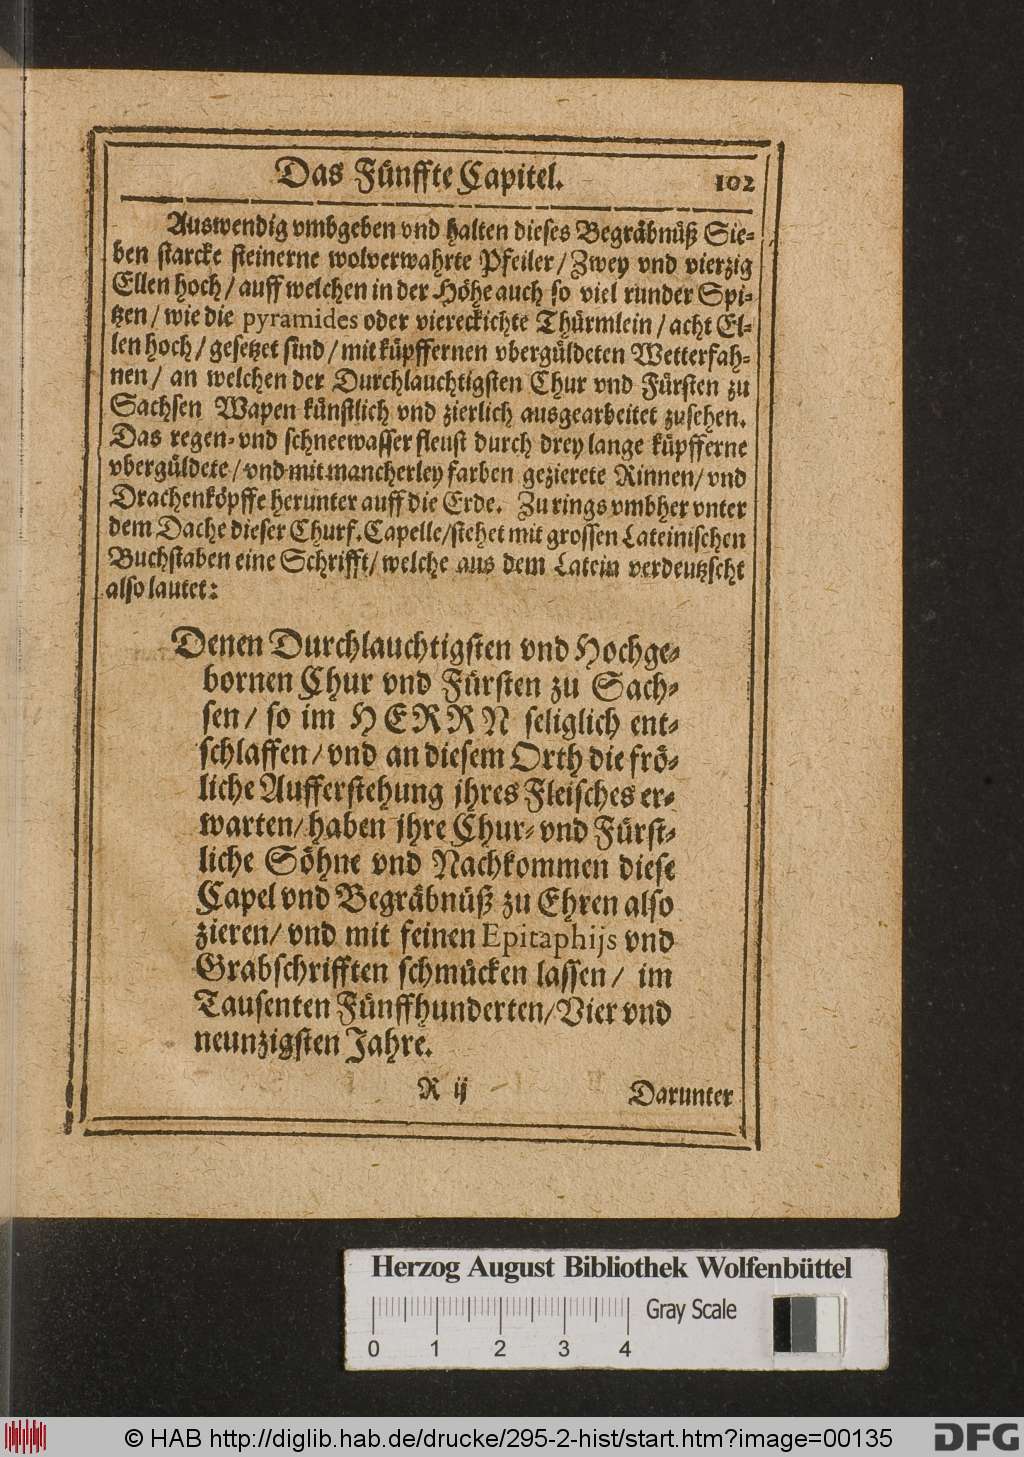 Das Fünffte Capitel. 102
Auswendig vmbgeben vnd halten dieses Begräbnüß Sie-
ben starcke steinerne wolverwahrte Pfeiler/ Zwey vnd vierzig
Ellen hoch/ auff welchen in der Höhe auch so viel runder Spi-
tzen/ wie die pyramides oder viereckichte Thürmlein/ acht El-
len hoch/ gesetzet sind/ mit küpffernen vbergüldeten Wetterfah-
nen/ an welchen der Durchlauchtigsten Chur vnd Fürsten zu
Sachsen Wapen künstlich vnd zierlich ausgearbeitet zusehen.
Das regen- vnd schneewasser fleust durch drey lange küpfferne
vbergüldete/ vnd mit mancherley farben gezierete Rinnen/ vnd
Drachenköpffe herunter auff die Erde. Zu rings vmbher vnter
dem Dache dieser Churf. Capelle/ stehet mit grossen Lateinischen
Buchstaben eine Schrifft/ welche aus dem Latein verdeutzscht
also lautet:
Denen Durchlauchtigsten vnd Hochge-
bornen Chur vnd Fürsten zu Sach-
sen/ so im HERRN seliglich ent-
schlaffen/ vnd an diesem Orth die frö-
liche Aufferstehung jhres Fleisches er-
warten/ haben jhre Chur- vnd Fürst-
liche Söhne vnd Nachkommen diese
Capel vnd Begräbnüß zu Ehren also
zieren/ vnd mit feinen Epitaphijs vnd
Grabschrifften schmücken lassen/ im
Tausenten Fünffhunderten/ Vier vnd
neunzigsten Jahre.
R ij Darunter
Herzog August Bibliothek Wolfenbüttel
0 1 2 3 4 Gray Scale
© HAB http://diglib.hab.de/drucke/295-2-hist/start.htm?image=00135 DFG